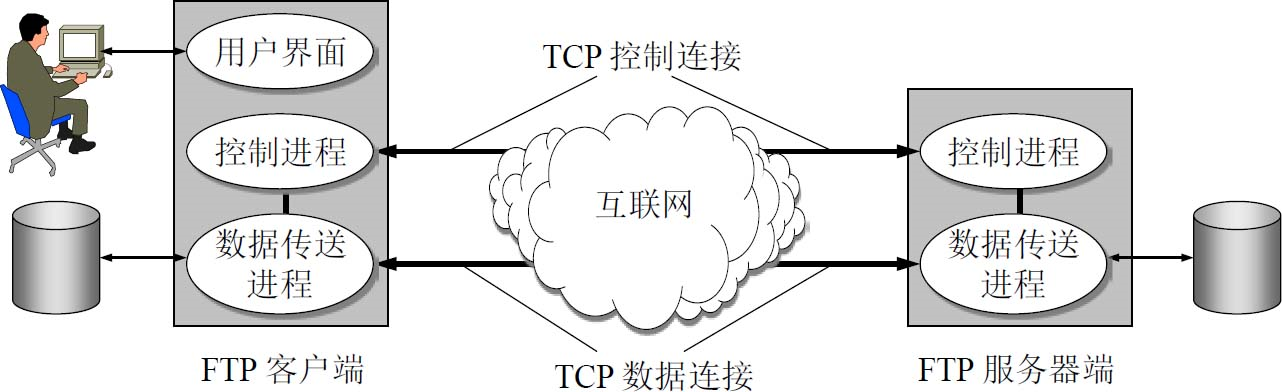 用户界面
TCP 控制连接
控制进程
控制进程
互联网
数据传送
进程
数据传送
进程
FTP 客户端
TCP 数据连接
FTP 服务器端